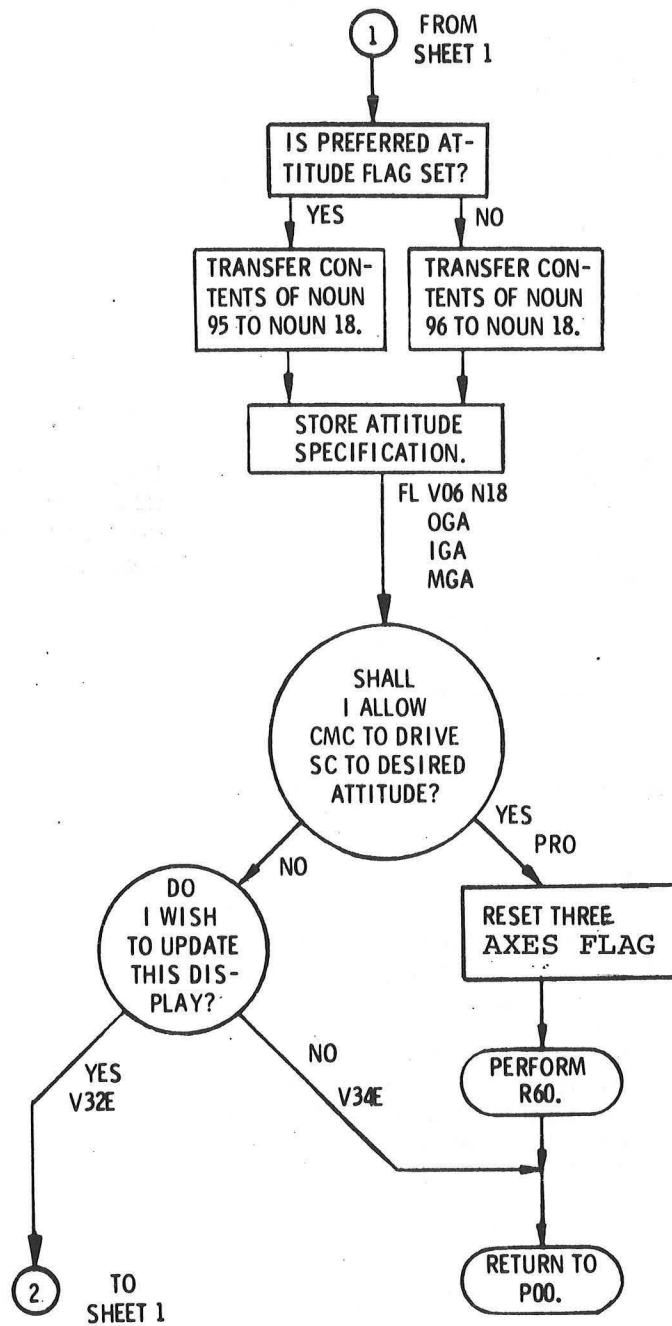 1
FROM
SHEET 1
IS PREFERRED AT-
TITUDE FLAG SET?
YES
NO
TRANSFER CON-
TENTS OF NOUN
95 TO NOUN 18.
TRANSFER CON-
TENTS OF NOUN
96 TO NOUN 18.
STORE ATTITUDE
SPECIFICATION.
FL V06 N18
OGA
IGA
MGA
SHALL
I ALLOW
CMC TO DRIVE
SC TO DESIRED
ATTITUDE?
YES
PRO
NO
DO
I WISH
TO UPDATE
THIS DIS-
PLAY?
RESET THREE
AXES FLAG
YES
V32E
NO
V34E
PERFORM
R60.
RETURN TO
P00.
2
TO
SHEET 1